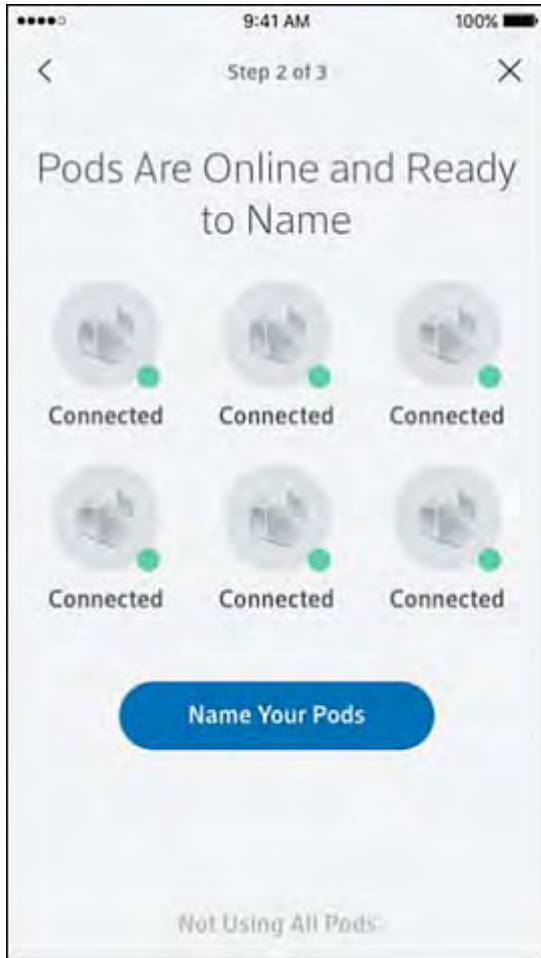 9:41 AM 100%
Step 2 of 3
Pods Are Online and Ready
to Name
Connected Connected Connected
Connected Connected Connected
Name Your Pods
Not Using All Pods